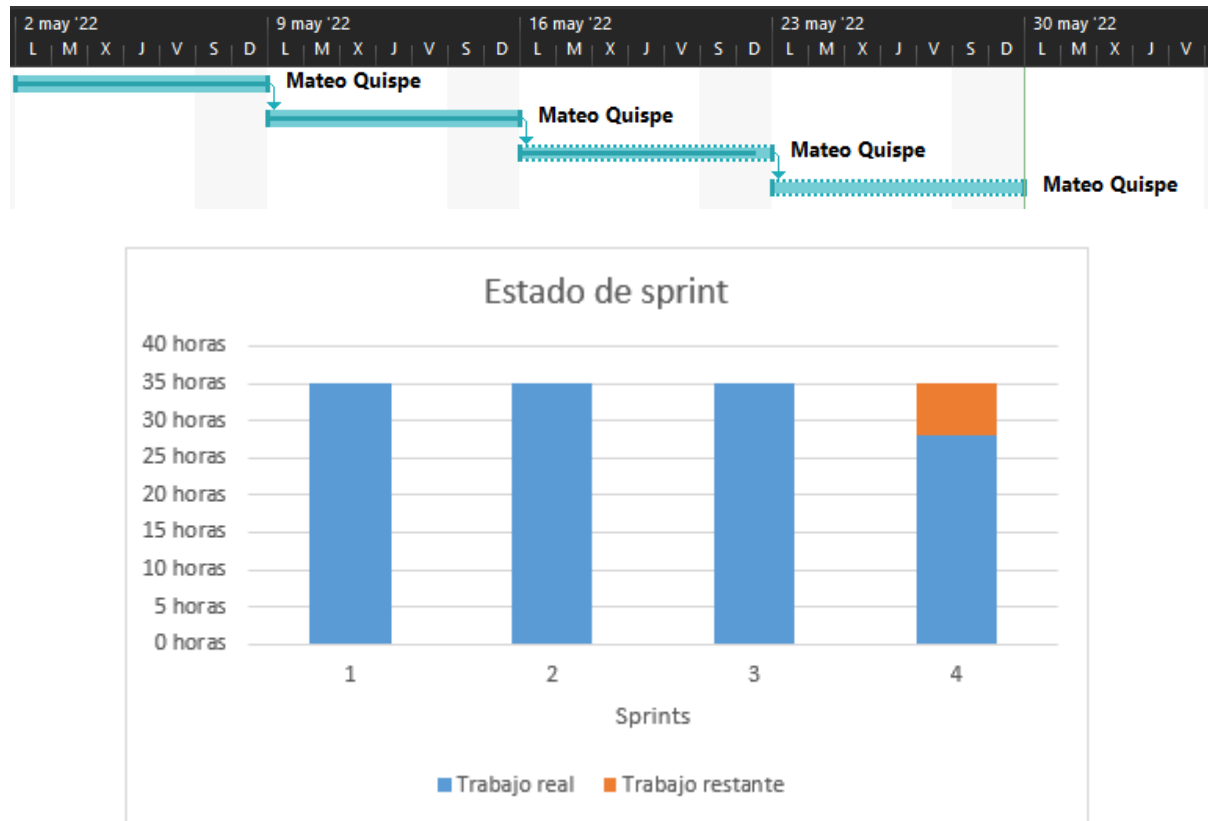 2 may '22 9 may '22 16 may '22 23 may '22 30 may '22
L M X J V S D L M X J V S D L M X J V S D L M X J V S D L M X J V
Mateo Quispe
Mateo Quispe
Mateo Quispe
Mateo Quispe
Estado de sprint
40 horas
35 horas
30 horas
25 horas
20 horas
15 horas
10 horas
5 horas
0 horas
1 2 3 4
Sprints
Trabajo real Trabajo restante